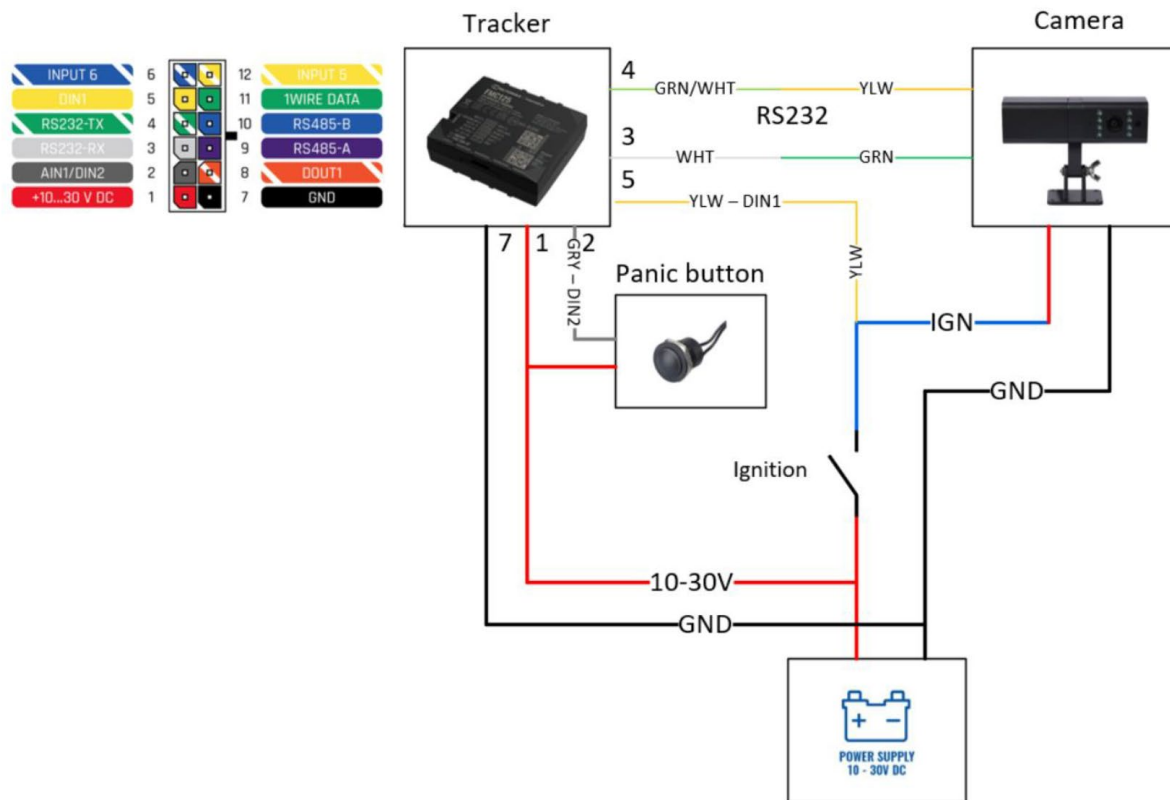 Tracker
Camera
INPUT 6
6
12
INPUT 5
DIN1
5
11
1WIRE DATA
RS232-TX
4
10
RS485-B
RS232-RX
3
9
RS485-A
AIN1/DIN2
2
8
DOUT1
+10...30 V DC
1
7
GND
4
GRN/WHT
YLW
RS232
3
WHT
GRN
5
YLW – DIN1
7
1
2
GRY – DIN2
YLW
Panic button
IGN
GND
Ignition
10-30V
GND
+ −
POWER SUPPLY
10 - 30V DC